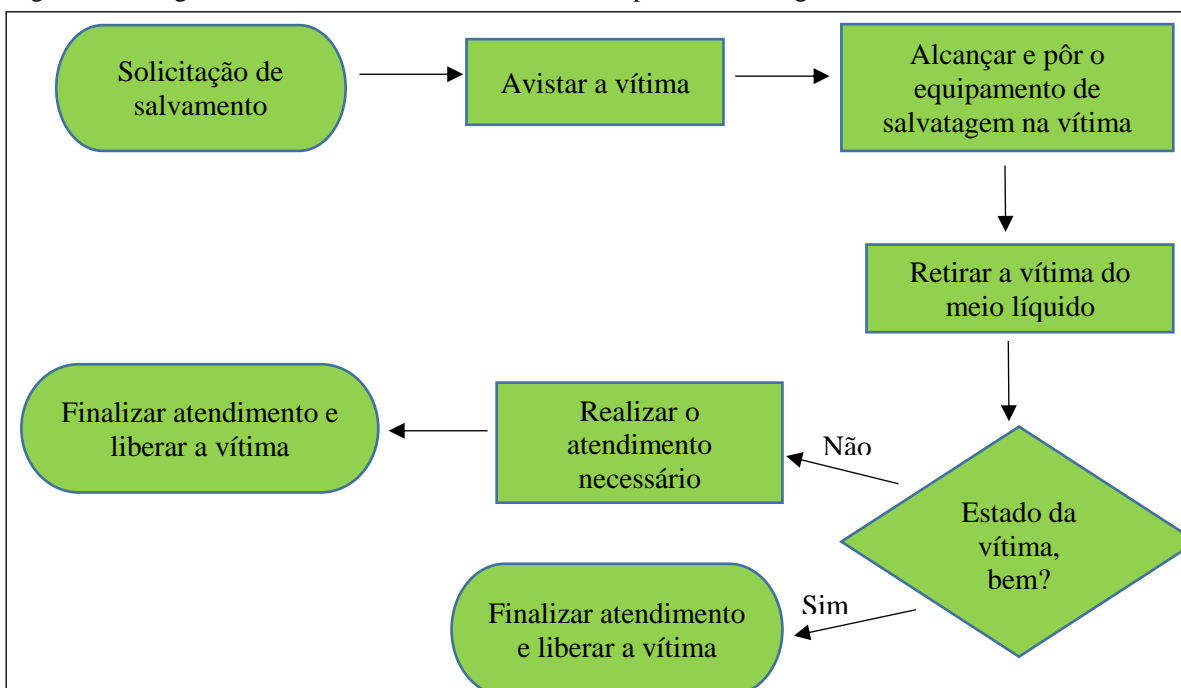 Solicitação de
salvamento
Avistar a vítima
Alcançar e pôr o
equipamento de
salvatagem na vítima
Retirar a vítima do
meio líquido
Finalizar atendimento e
liberar a vítima
Realizar o
atendimento
necessário
Não
Estado da
vítima,
bem?
Sim
Finalizar atendimento
e liberar a vítima